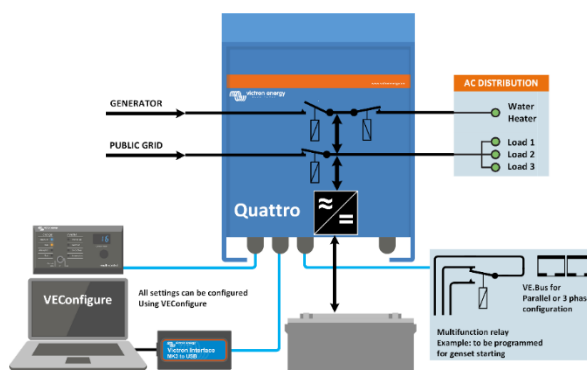 victron energy
AC DISTRIBUTION
GENERATOR
Water
Heater
PUBLIC GRID
Load 1
Load 2
Load 3
Quattro
VEConfigure
All settings can be configured
Using VEConfigure
Victron Interface
MK3 to USB
VE.Bus for
Parallel or 3 phase
configuration
Multifunction relay
Example: to be programmed
for genset starting